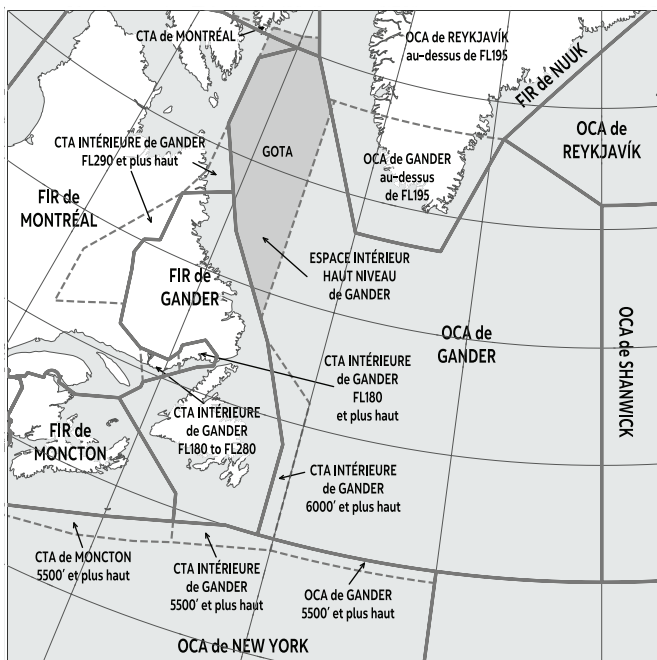 CTA de MONTRÉAL
OCA de REYKJAVÍK
au-dessus de FL195
FIR de NUUK
OCA de
REYKJAVÍK
CTA INTÉRIEURE de GANDER
FL290 et plus haut
GOTA
OCA de GANDER
au-dessus
de FL195
FIR de
MONTRÉAL
ESPACE INTÉRIEUR
HAUT NIVEAU
de GANDER
FIR de
GANDER
OCA de
GANDER
OCA de SHANWICK
CTA INTÉRIEURE
de GANDER
FL180
et plus haut
CTA INTÉRIEURE
de GANDER
FL180 to FL280
FIR de
MONCTON
CTA INTÉRIEURE
de GANDER
6000′ et plus haut
CTA de MONCTON
5500′ et plus haut
CTA INTÉRIEURE
de GANDER
5500′ et plus haut
OCA de GANDER
5500′ et plus haut
OCA de NEW YORK